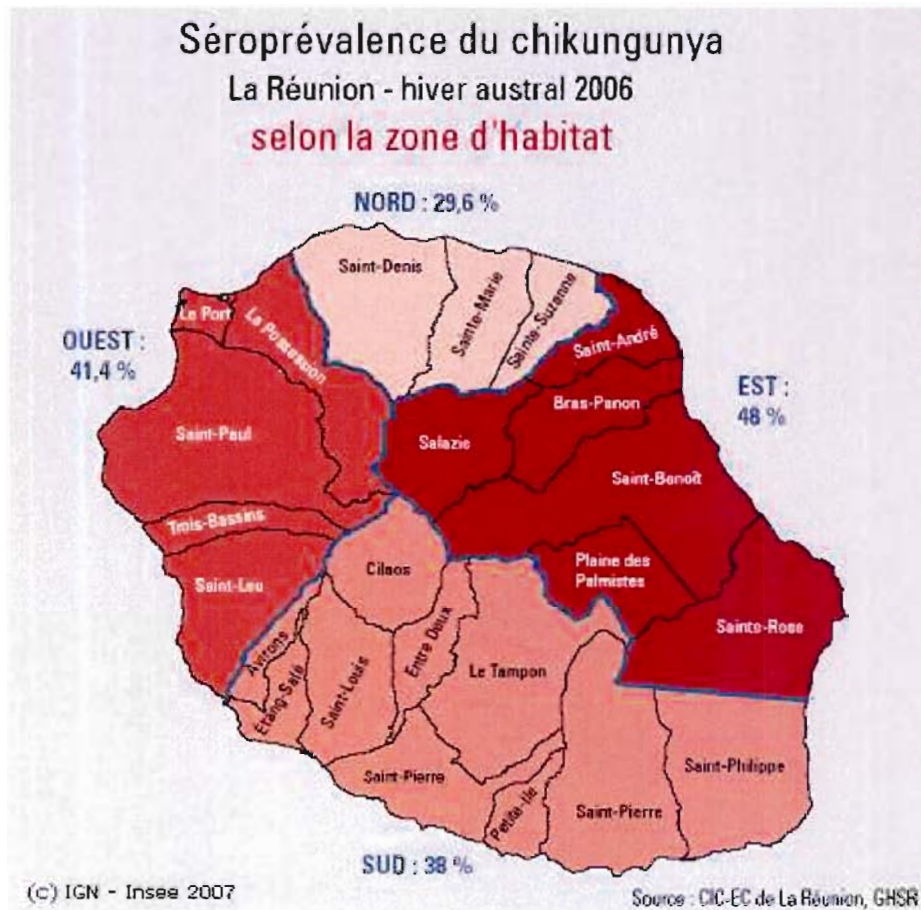 Séroprévalence du chikungunya
La Réunion - hiver austral 2006
selon la zone d'habitat
NORD : 29,6 %
Saint-Denis
Sainte-Marie
Sainte-Suzanne
Le Port
La Possession
Saint-André
OUEST :
41,4 %
EST :
48 %
Bras-Panon
Saint-Paul
Salazie
Saint-Benoît
Trois-Bassins
Cilaos
Plaine des
Palmistes
Saint-Leu
Sainte-Rose
Avirons
Étang-Salé
Saint-Louis
Entre Deux
Le Tampon
Saint-Pierre
Petite-Ile
Saint-Pierre
Saint-Philippe
SUD : 38 %
(c) IGN - Insee 2007
Source : CIC-EC de La Réunion, GHSR